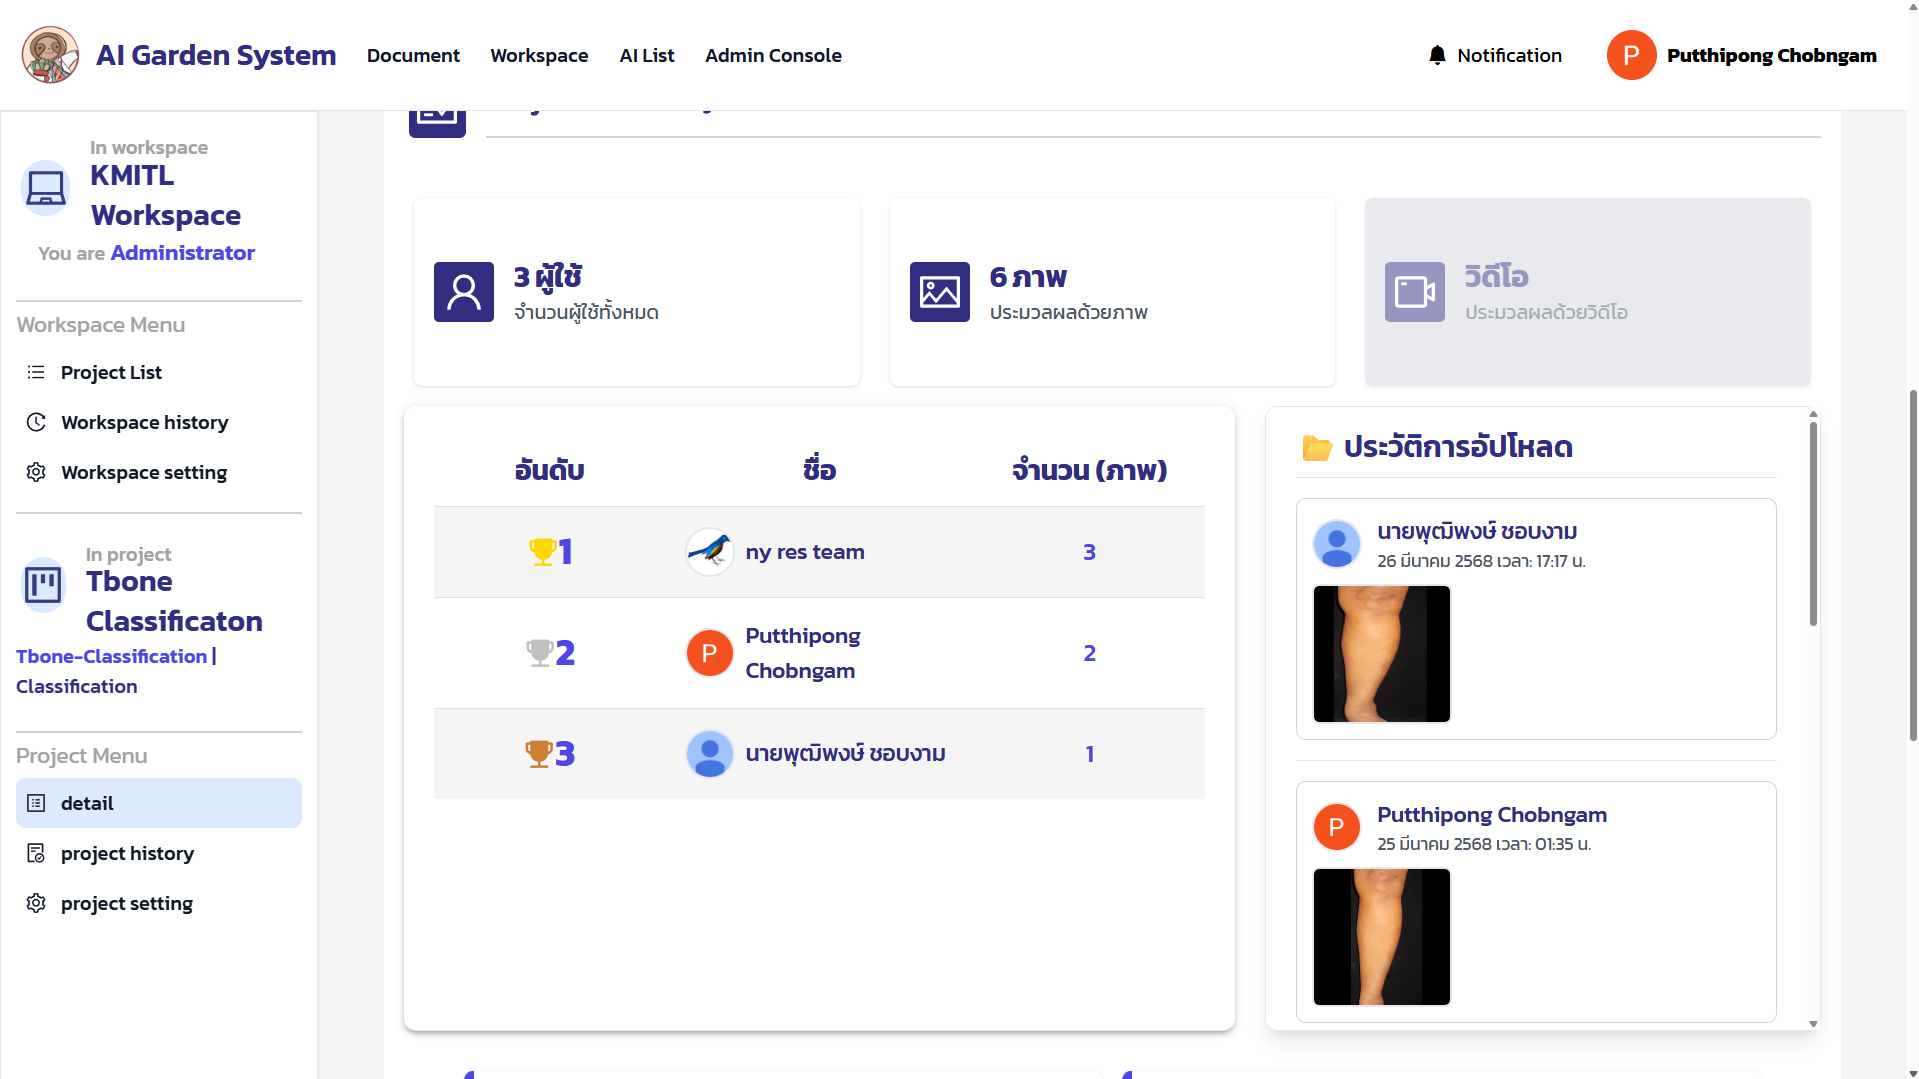 AI Garden System
Document
Workspace
AI List
Admin Console
Notification
P
Putthipong Chobngam
In workspace
KMITL
Workspace
You are Administrator
Workspace Menu
Project List
Workspace history
Workspace setting
In project
Tbone
Classificaton
Tbone-Classification |
Classification
Project Menu
detail
project history
project setting
3 ผู้ใช้
จำนวนผู้ใช้ทั้งหมด
6 ภาพ
ประมวลผลด้วยภาพ
วิดีโอ
ประมวลผลด้วยวิดีโอ
อันดับ ชื่อ จำนวน (ภาพ)
1 ny res team 3
2 P Putthipong
Chobngam 2
3 นายพุฒิพงษ์ ชอบงาม 1
ประวัติการอัปโหลด
นายพุฒิพงษ์ ชอบงาม
26 มีนาคม 2568 เวลา: 17:17 น.
P
Putthipong Chobngam
25 มีนาคม 2568 เวลา: 01:35 น.